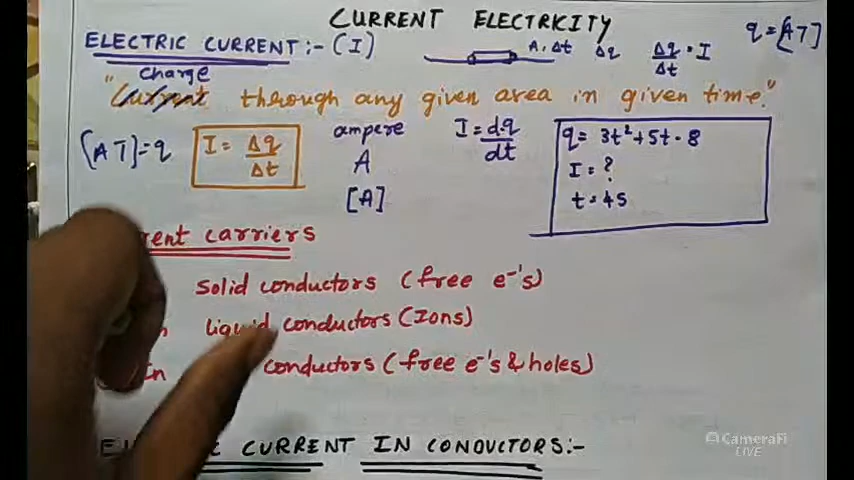 CURRENT ELECTRICITY
q = [AT]
ELECTRIC CURRENT :- (I)
A, Δt Δq Δq/Δt = I
charge
"Current through any given area in given time."
[AT] = q I = Δq/Δt ampere A [A] I = dq/dt
q = 3t²+5t-8
I = ?
t = 4s
rent carriers
Solid conductors (free e⁻'s)
liquid conductors (Ions)
In conductors (free e⁻'s & holes)
CURRENT IN CONDUCTORS :-
CameraFi
LIVE